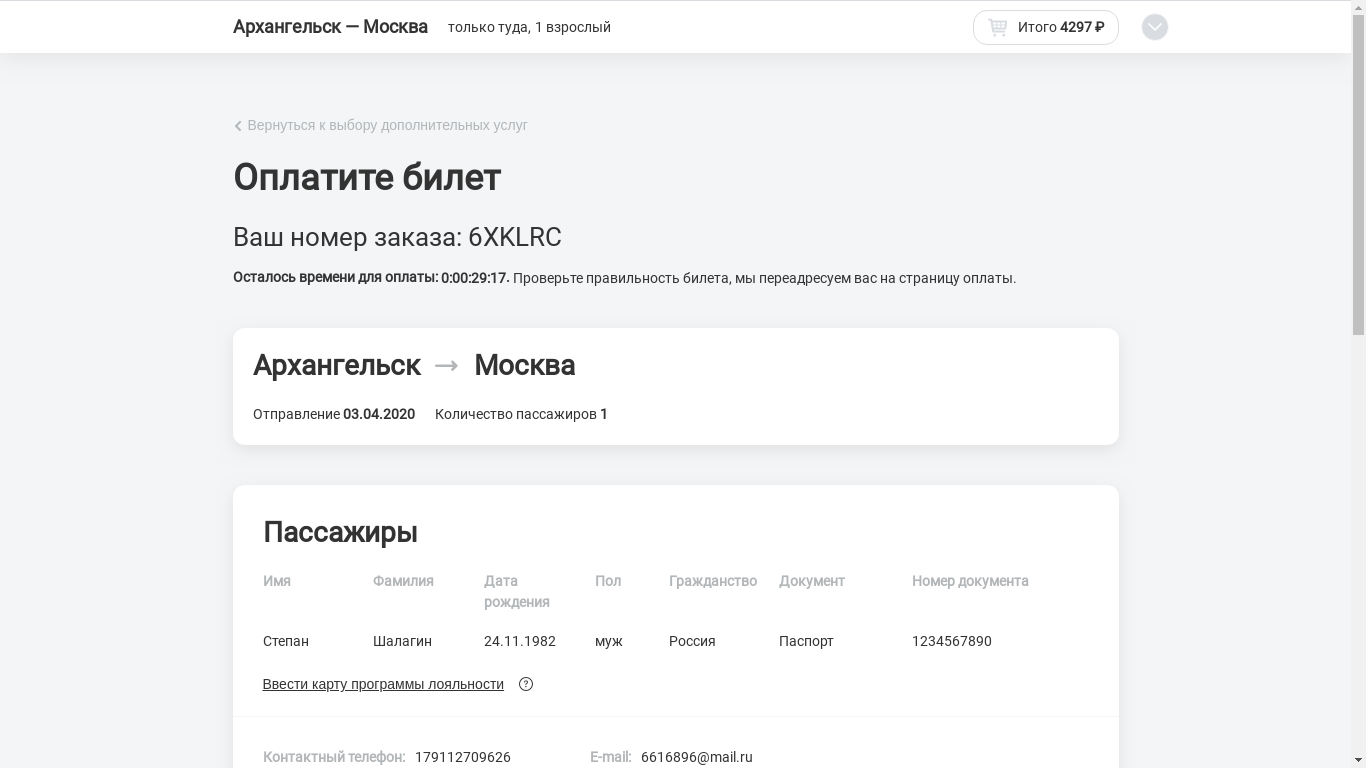 Архангельск — Москва только туда, 1 взрослый Итого 4297 ₽
Вернуться к выбору дополнительных услуг
Оплатите билет
Ваш номер заказа: 6XKLRC
Осталось времени для оплаты: 0:00:29:17. Проверьте правильность билета, мы переадресуем вас на страницу оплаты.
Архангельск → Москва
Отправление 03.04.2020 Количество пассажиров 1
Пассажиры
Имя Фамилия Дата рождения Пол Гражданство Документ Номер документа
Степан Шалагин 24.11.1982 муж Россия Паспорт 1234567890
Ввести карту программы лояльности ?
Контактный телефон: 179112709626 E-mail: 6616896@mail.ru